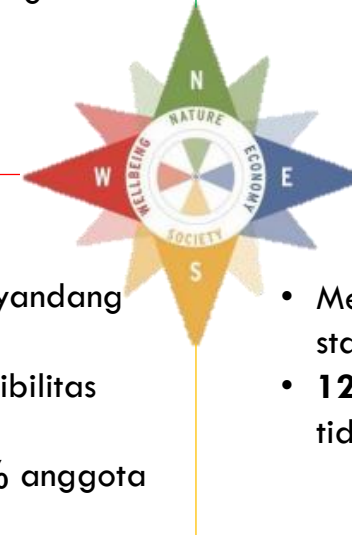 N
NATURE
W
WELLBEING
ECONOMY
E
SOCIETY
S
yandang
ibilitas
% anggota
• Me
sta
• 12
tid